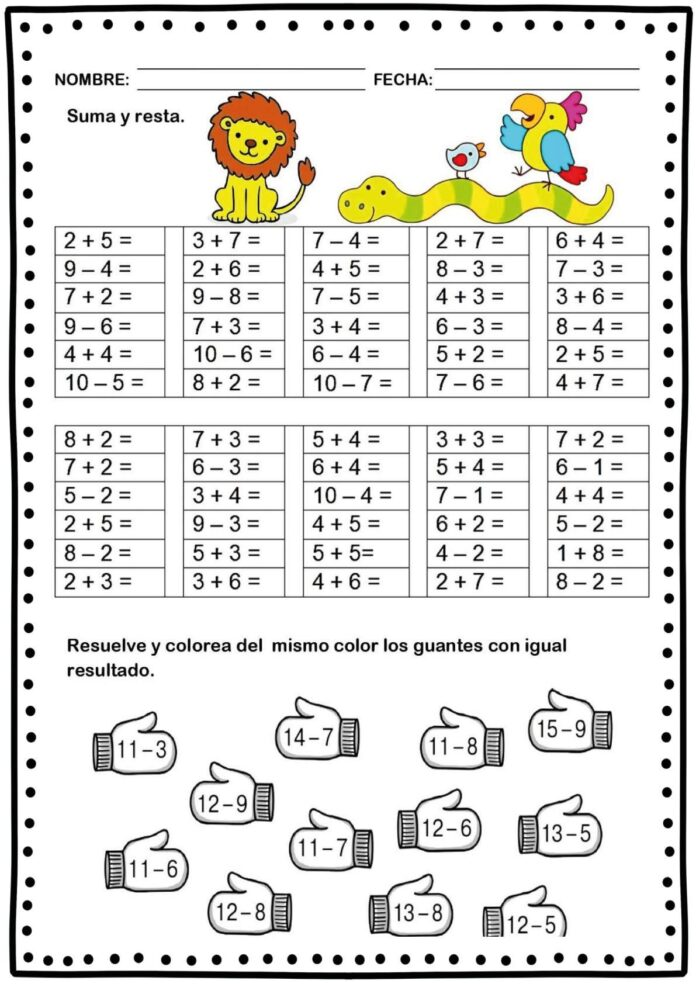 NOMBRE: FECHA:
Suma y resta.
2 + 5 = 3 + 7 = 7 – 4 = 2 + 7 = 6 + 4 =
9 – 4 = 2 + 6 = 4 + 5 = 8 – 3 = 7 – 3 =
7 + 2 = 9 – 8 = 7 – 5 = 4 + 3 = 3 + 6 =
9 – 6 = 7 + 3 = 3 + 4 = 6 – 3 = 8 – 4 =
4 + 4 = 10 – 6 = 6 – 4 = 5 + 2 = 2 + 5 =
10 – 5 = 8 + 2 = 10 – 7 = 7 – 6 = 4 + 7 =
8 + 2 = 7 + 3 = 5 + 4 = 3 + 3 = 7 + 2 =
7 + 2 = 6 – 3 = 6 + 4 = 5 + 4 = 6 – 1 =
5 – 2 = 3 + 4 = 10 – 4 = 7 – 1 = 4 + 4 =
2 + 5 = 9 – 3 = 4 + 5 = 6 + 2 = 5 – 2 =
8 – 2 = 5 + 3 = 5 + 5= 4 – 2 = 1 + 8 =
2 + 3 = 3 + 6 = 4 + 6 = 2 + 7 = 8 – 2 =
Resuelve y colorea del mismo color los guantes con igual
resultado.
11 – 3 14 – 7 11 – 8 15 – 9
12 – 9 11 – 7 12 – 6 13 – 5
11 – 6 12 – 8 13 – 8 12 – 5